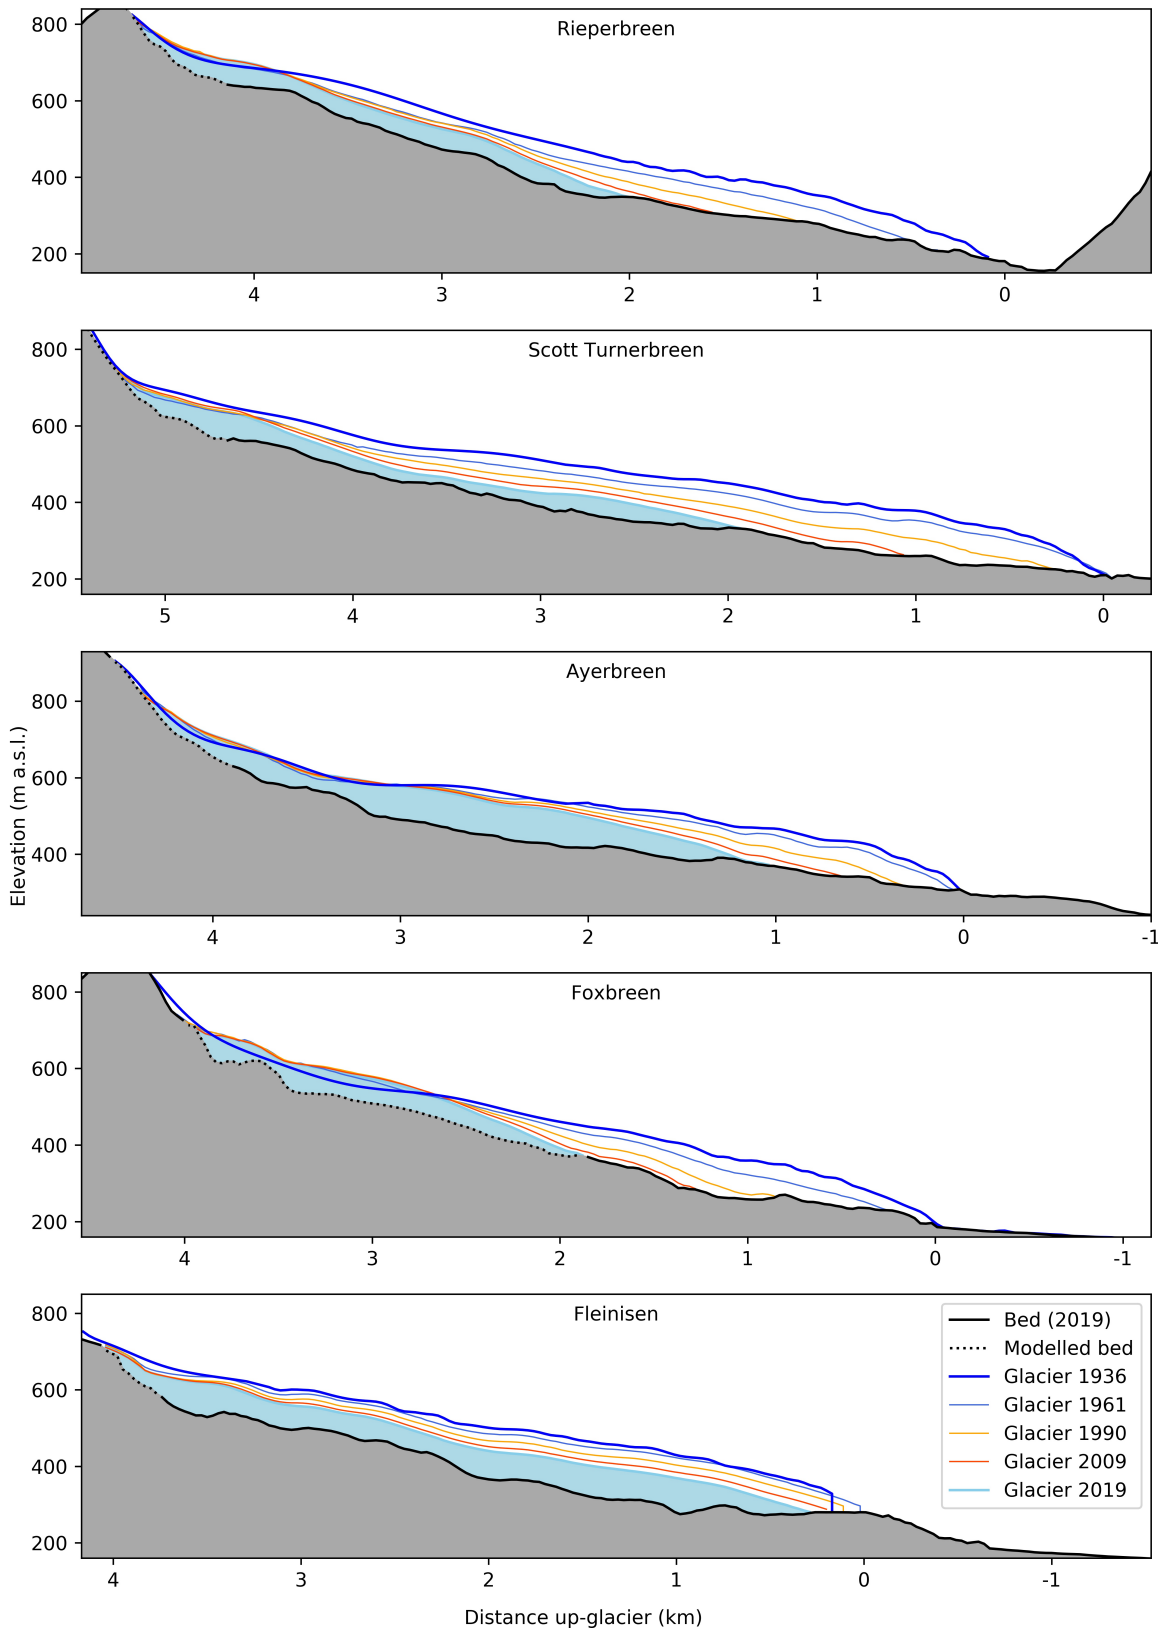 Rieperbreen
800
600
400
200
4 3 2 1 0
Scott Turnerbreen
800
600
400
200
5 4 3 2 1 0
Ayerbreen
800
600
400
4 3 2 1 0 -1
Elevation (m a.s.l.)
Foxbreen
800
600
400
200
4 3 2 1 0 -1
Fleinisen
800
600
400
200
4 3 2 1 0 -1
Bed (2019)
Modelled bed
Glacier 1936
Glacier 1961
Glacier 1990
Glacier 2009
Glacier 2019
Distance up-glacier (km)